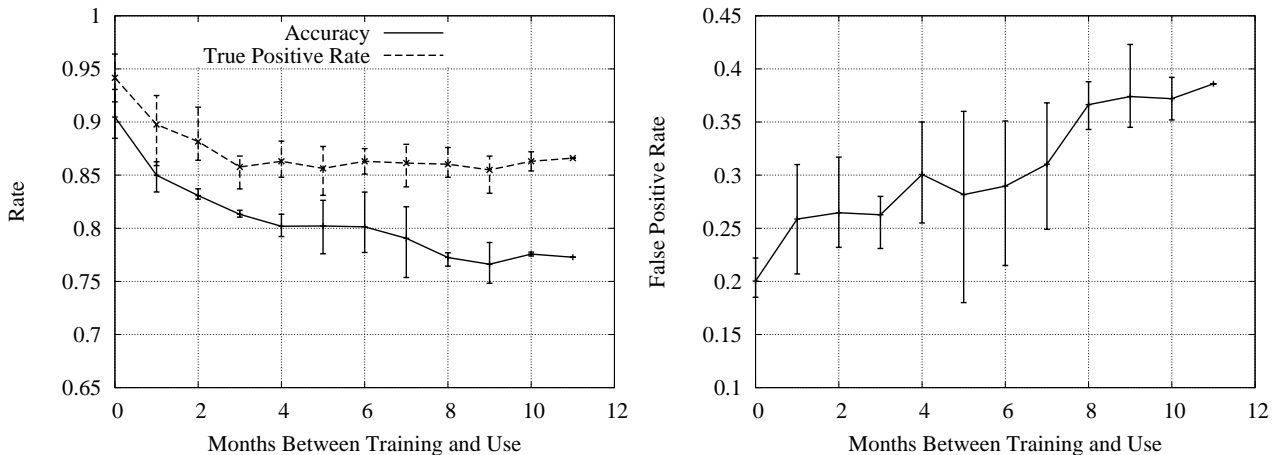 1
0.95
0.9
0.85
0.8
0.75
0.7
0.65
Rate
Accuracy
True Positive Rate
0 2 4 6 8 10 12
Months Between Training and Use
0.45
0.4
0.35
0.3
0.25
0.2
0.15
0.1
False Positive Rate
0 2 4 6 8 10 12
Months Between Training and Use